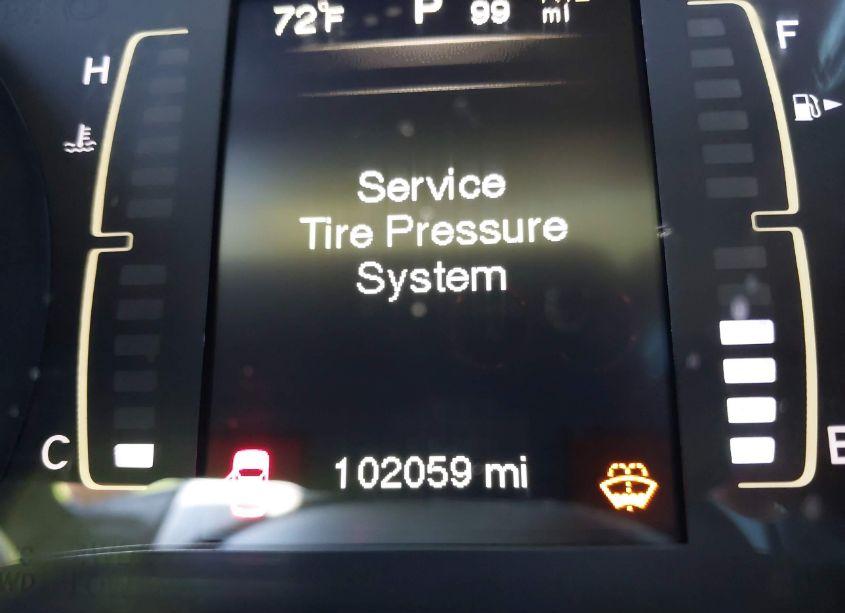 72°F P 99 mi
H F
Service
Tire Pressure
System
C 102059 mi E